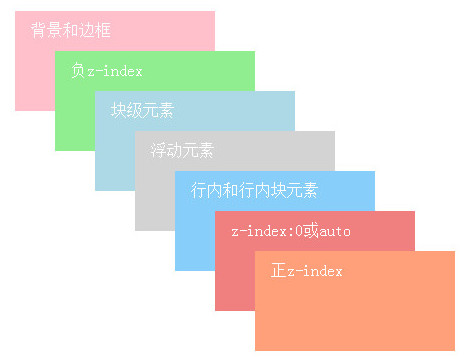 背景和边框
负z-index
块级元素
浮动元素
行内和行内块元素
z-index:0或auto
正z-index